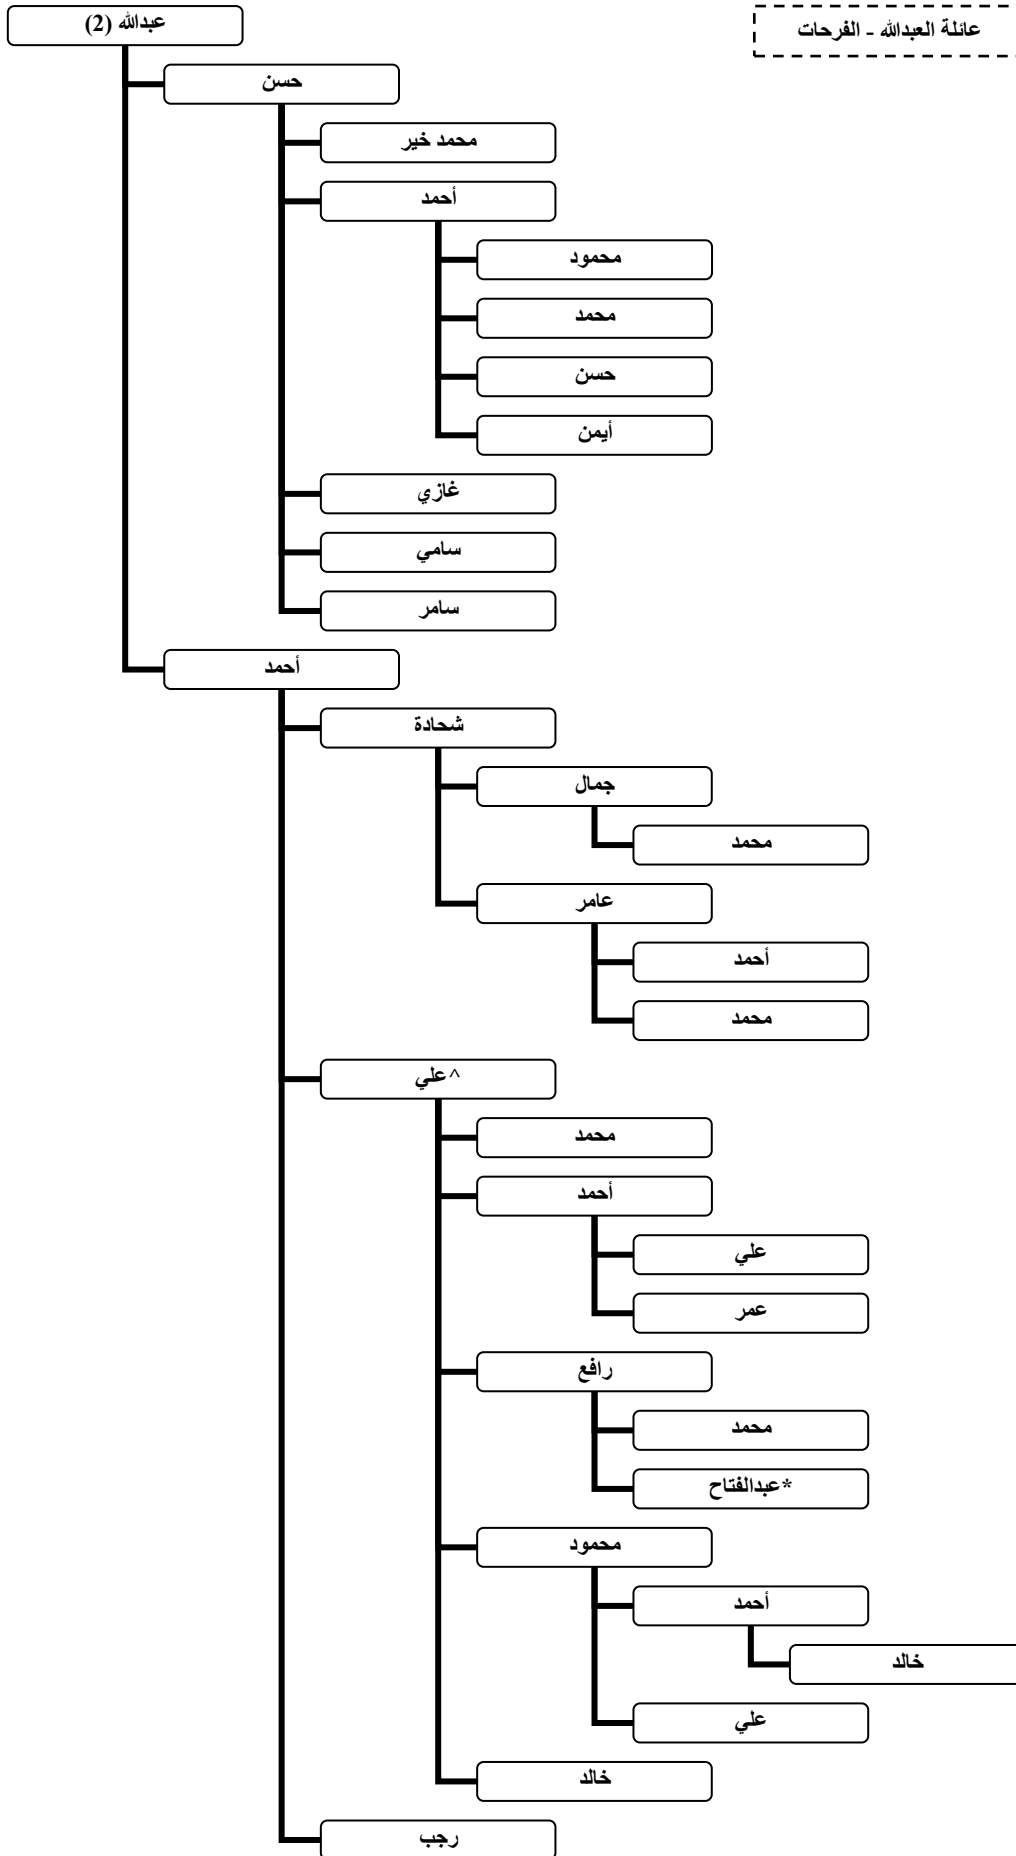 عبدالله (2)
عائلة العبدالله - الفرحات
حسن
محمد خير
أحمد
محمود
محمد
حسن
أيمن
غازي
سامي
سامر
أحمد
شحادة
جمال
محمد
عامر
أحمد
محمد
^علي
محمد
أحمد
علي
عمر
رافع
محمد
*عبدالفتاح
محمود
أحمد
خالد
علي
خالد
رجب